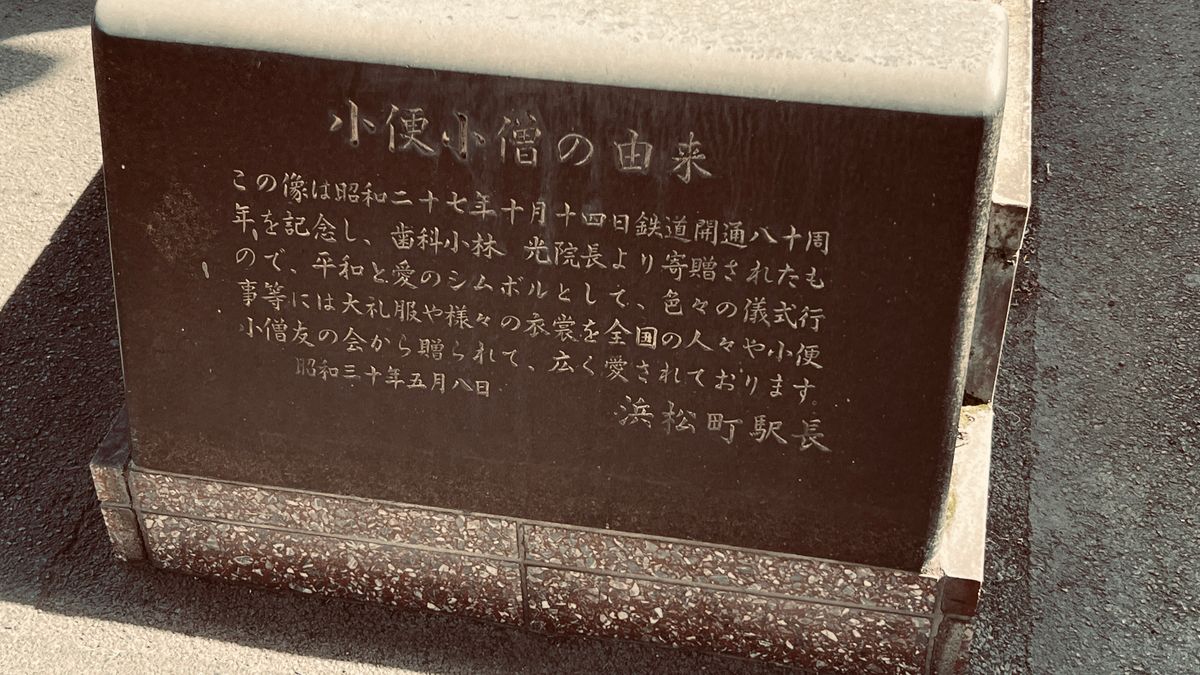 小便小僧の由来
この像は昭和二十七年十月十四日鉄道開通八十周
年を記念し、歯科小林 光院長より寄贈されたも
ので、平和と愛のシムボルとして、色々の儀式行
事等には大礼服や様々の衣裳を全国の人々や小便
小僧友の会から贈られて、広く愛されております。
昭和三十年五月八日
浜松町駅長